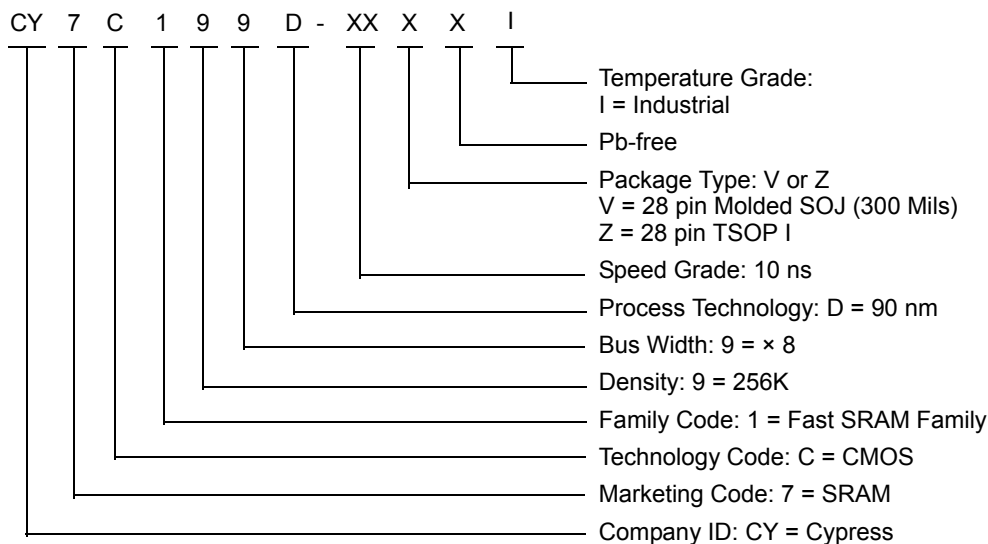 CY 7 C 1 9 9 D - XX X X I
Temperature Grade:
I = Industrial
Pb-free
Package Type: V or Z
V = 28 pin Molded SOJ (300 Mils)
Z = 28 pin TSOP I
Speed Grade: 10 ns
Process Technology: D = 90 nm
Bus Width: 9 = × 8
Density: 9 = 256K
Family Code: 1 = Fast SRAM Family
Technology Code: C = CMOS
Marketing Code: 7 = SRAM
Company ID: CY = Cypress